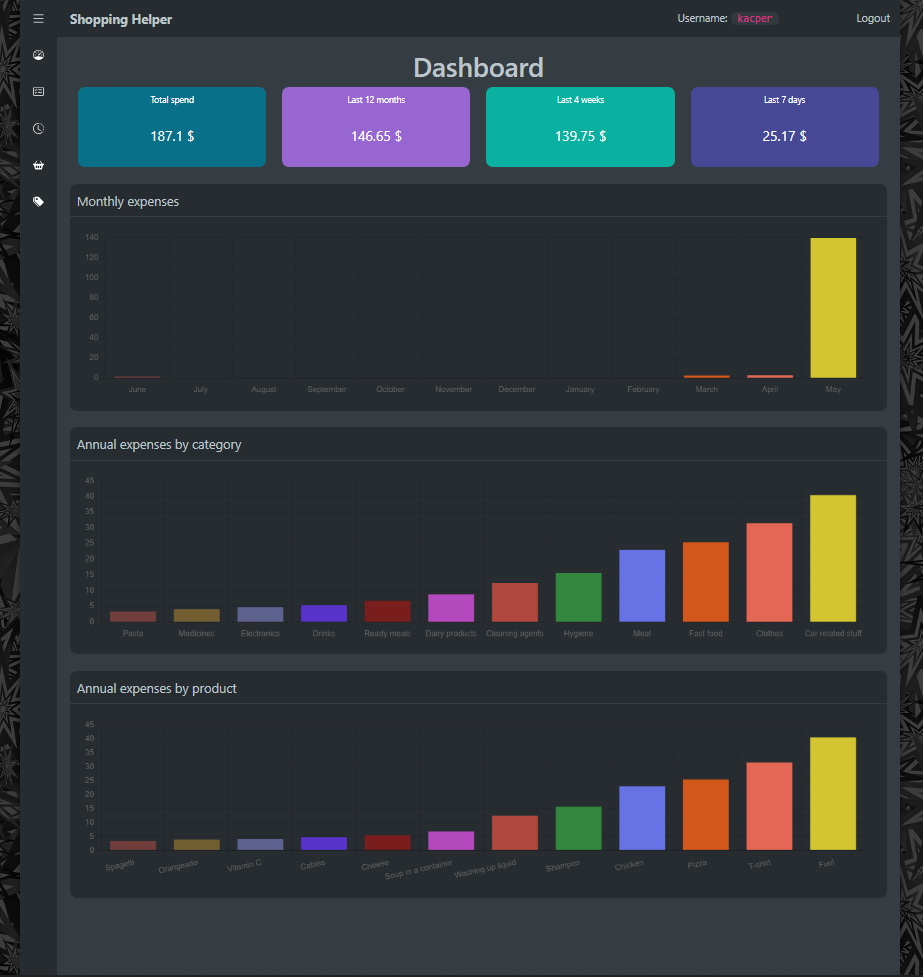 Shopping Helper
Username: kacper
Logout
Dashboard
Total spend
187.1 $
Last 12 months
146.65 $
Last 4 weeks
139.75 $
Last 7 days
25.17 $
Monthly expenses
140
120
100
80
60
40
20
0
June July August September October November December January February March April May
Annual expenses by category
45
40
35
30
25
20
15
10
5
0
Pasta Medicines Electronics Drinks Ready meals Dairy products Cleaning agents Hygiene Meat Fast food Clothes Car related stuff
Annual expenses by product
45
40
35
30
25
20
15
10
5
0
Spagetti Orangeade Vitamin C Cables Cheese Soup in a container Washing up liquid Shampoo Chicken Pizza T-shirt Fuel